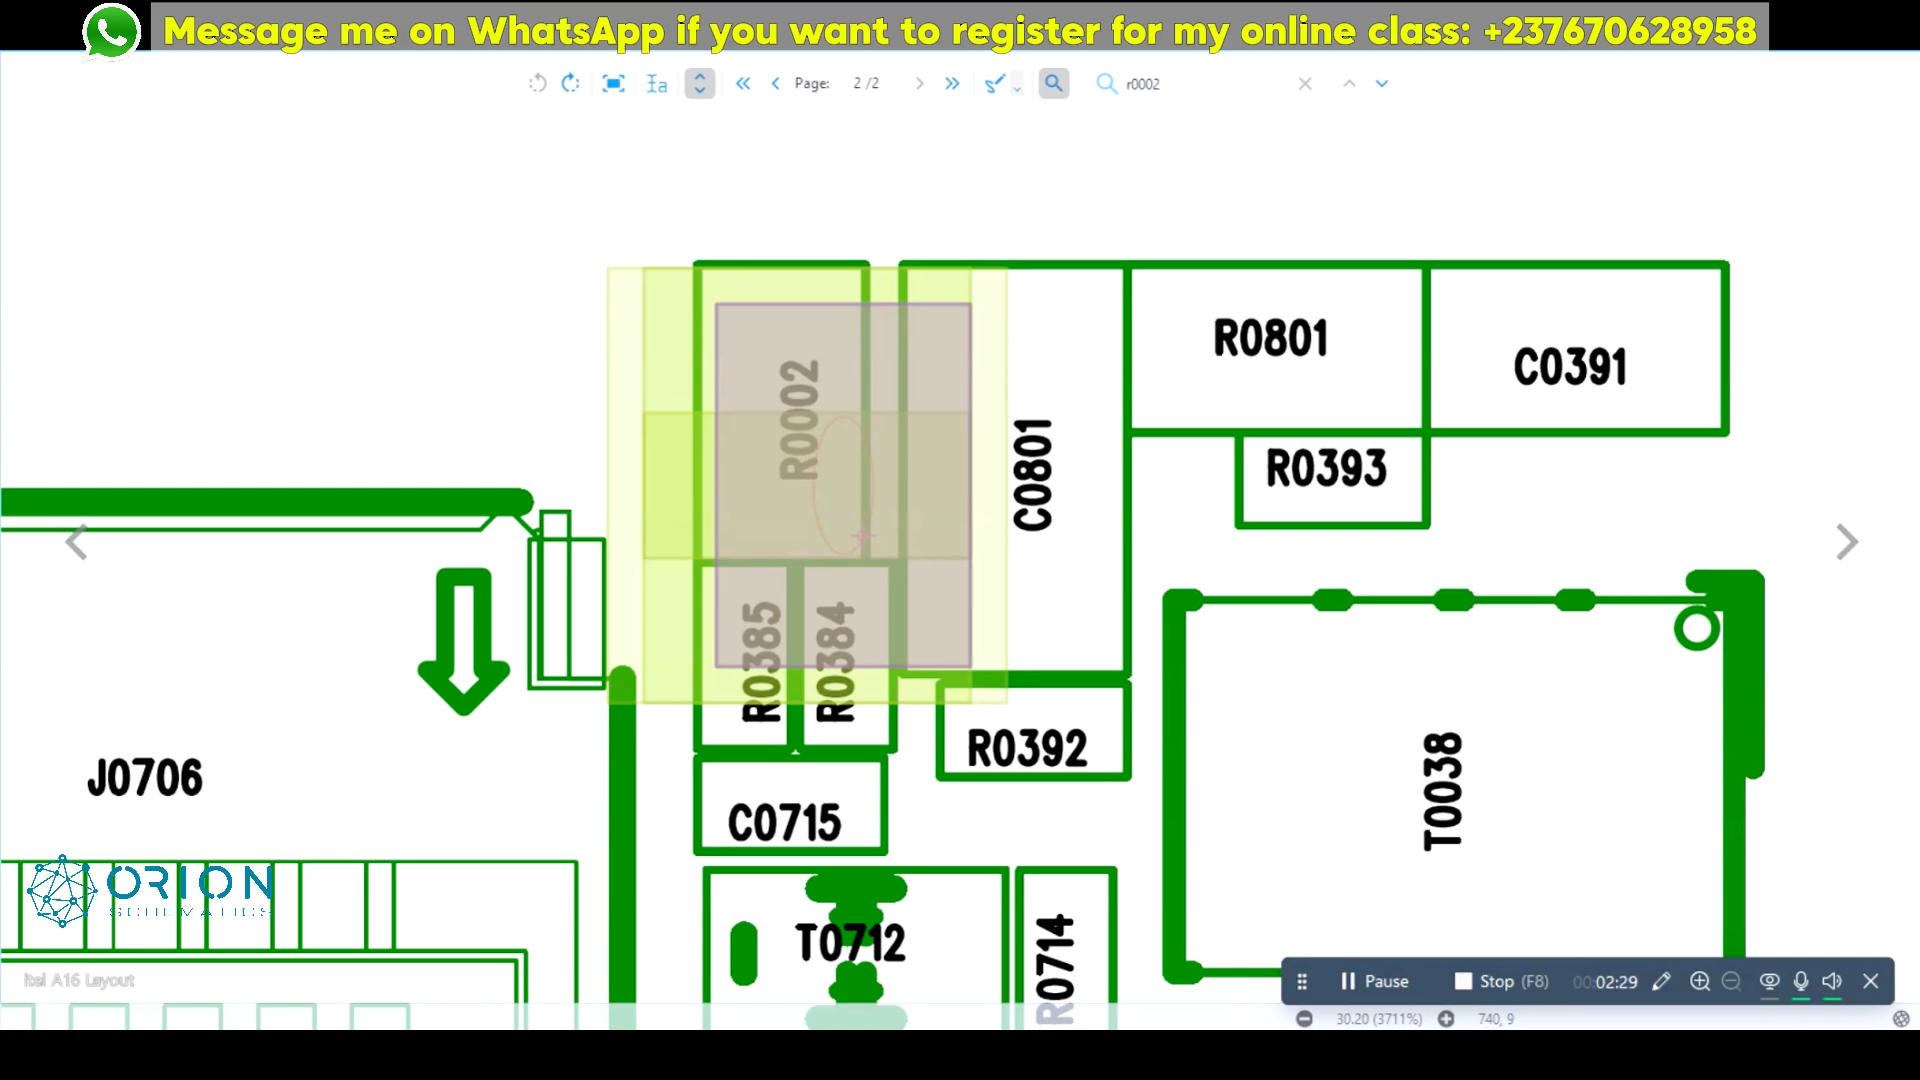 Message me on WhatsApp if you want to register for my online class: +237670628958
Ia Page: 2 /2 r0002
R0002
C0801
R0801
C0391
R0393
R0385
R0384
R0392
J0706
C0715
T0038
T0712
R0714
ORION
SCHEMATICS
itel A16 Layout
Pause Stop (F8) 00:02:29
30.20 (3711%) 740, 9